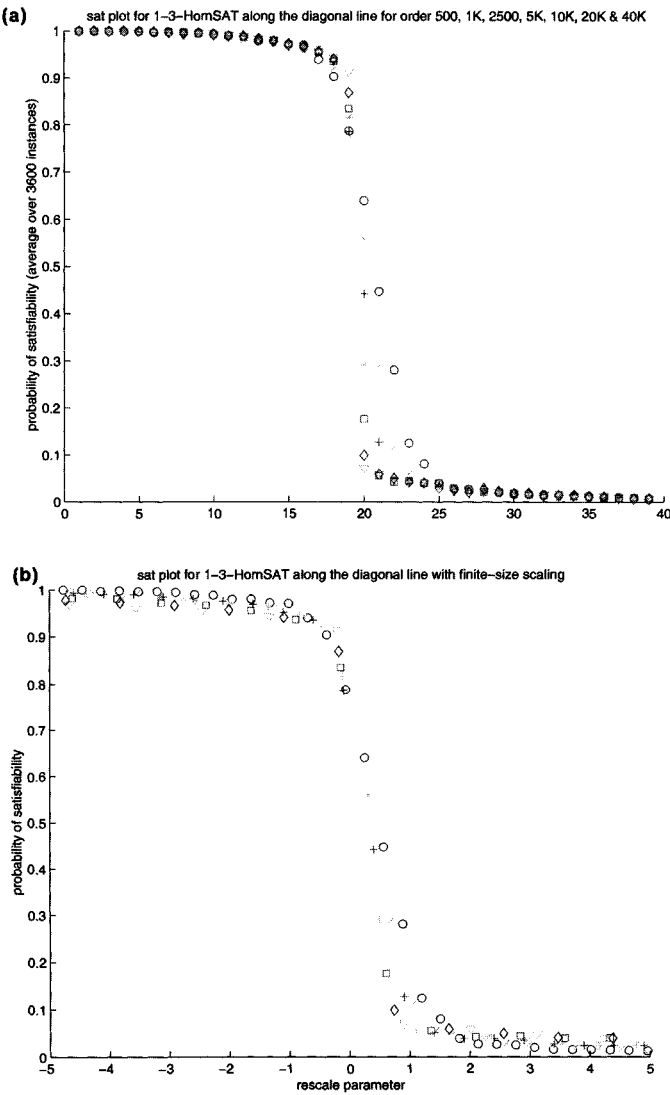 (a)
sat plot for 1-3-HornSAT along the diagonal line for order 500, 1K, 2500, 5K, 10K, 20K & 40K
probability of satisfiability (average over 3600 instances)
1
0.9
0.8
0.7
0.6
0.5
0.4
0.3
0.2
0.1
0
0 5 10 15 20 25 30 35 40
(b)
sat plot for 1-3-HornSAT along the diagonal line with finite-size scaling
probability of satisfiability
1
0.9
0.8
0.7
0.6
0.5
0.4
0.3
0.2
0.1
0
-5 -4 -3 -2 -1 0 1 2 3 4 5
rescale parameter